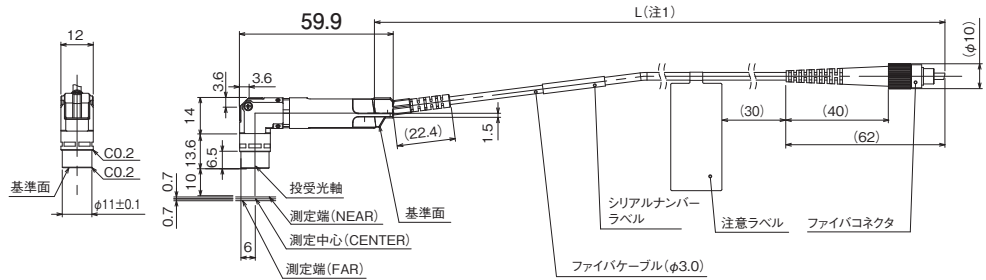 12
59.9
L（注1）
（φ10）
3.6
3.6
14
13.6
6.5
10
0.7
0.7
C0.2
C0.2
基準面
φ11±0.1
6
投受光軸
測定端（NEAR）
測定中心（CENTER）
測定端（FAR）
基準面
（22.4）
1.5
（30）
（40）
（62）
シリアルナンバー
ラベル
注意ラベル
ファイバコネクタ
ファイバケーブル（φ3.0）